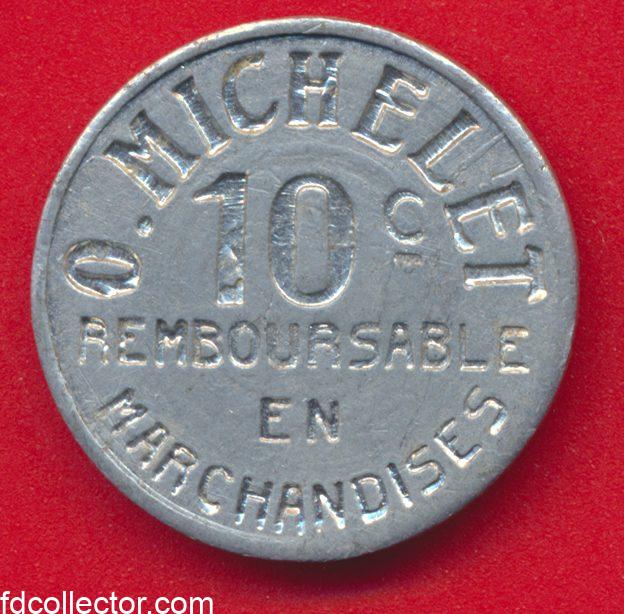 O. MICHELET
10 C.
REMBOURSABLE
EN
MARCHANDISES
fdcollector.com